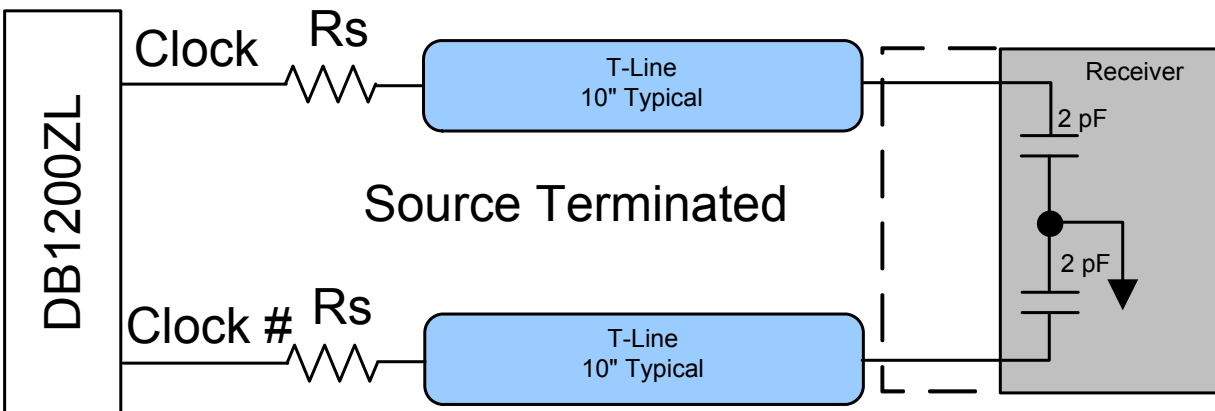 DB1200ZL
Clock
Rs
T-Line
10" Typical
Receiver
2 pF
Source Terminated
2 pF
Clock #
Rs
T-Line
10" Typical